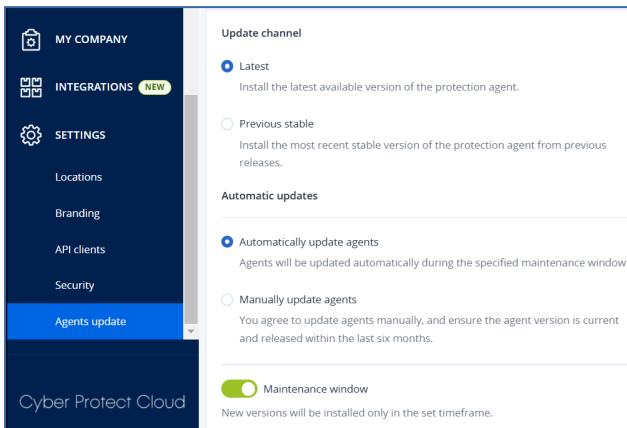 MY COMPANY
INTEGRATIONS NEW
SETTINGS
Locations
Branding
API clients
Security
Agents update
Cyber Protect Cloud
Update channel
Latest
Install the latest available version of the protection agent.
Previous stable
Install the most recent stable version of the protection agent from previous
releases.
Automatic updates
Automatically update agents
Agents will be updated automatically during the specified maintenance window
Manually update agents
You agree to update agents manually, and ensure the agent version is current
and released within the last six months.
Maintenance window
New versions will be installed only in the set timeframe.